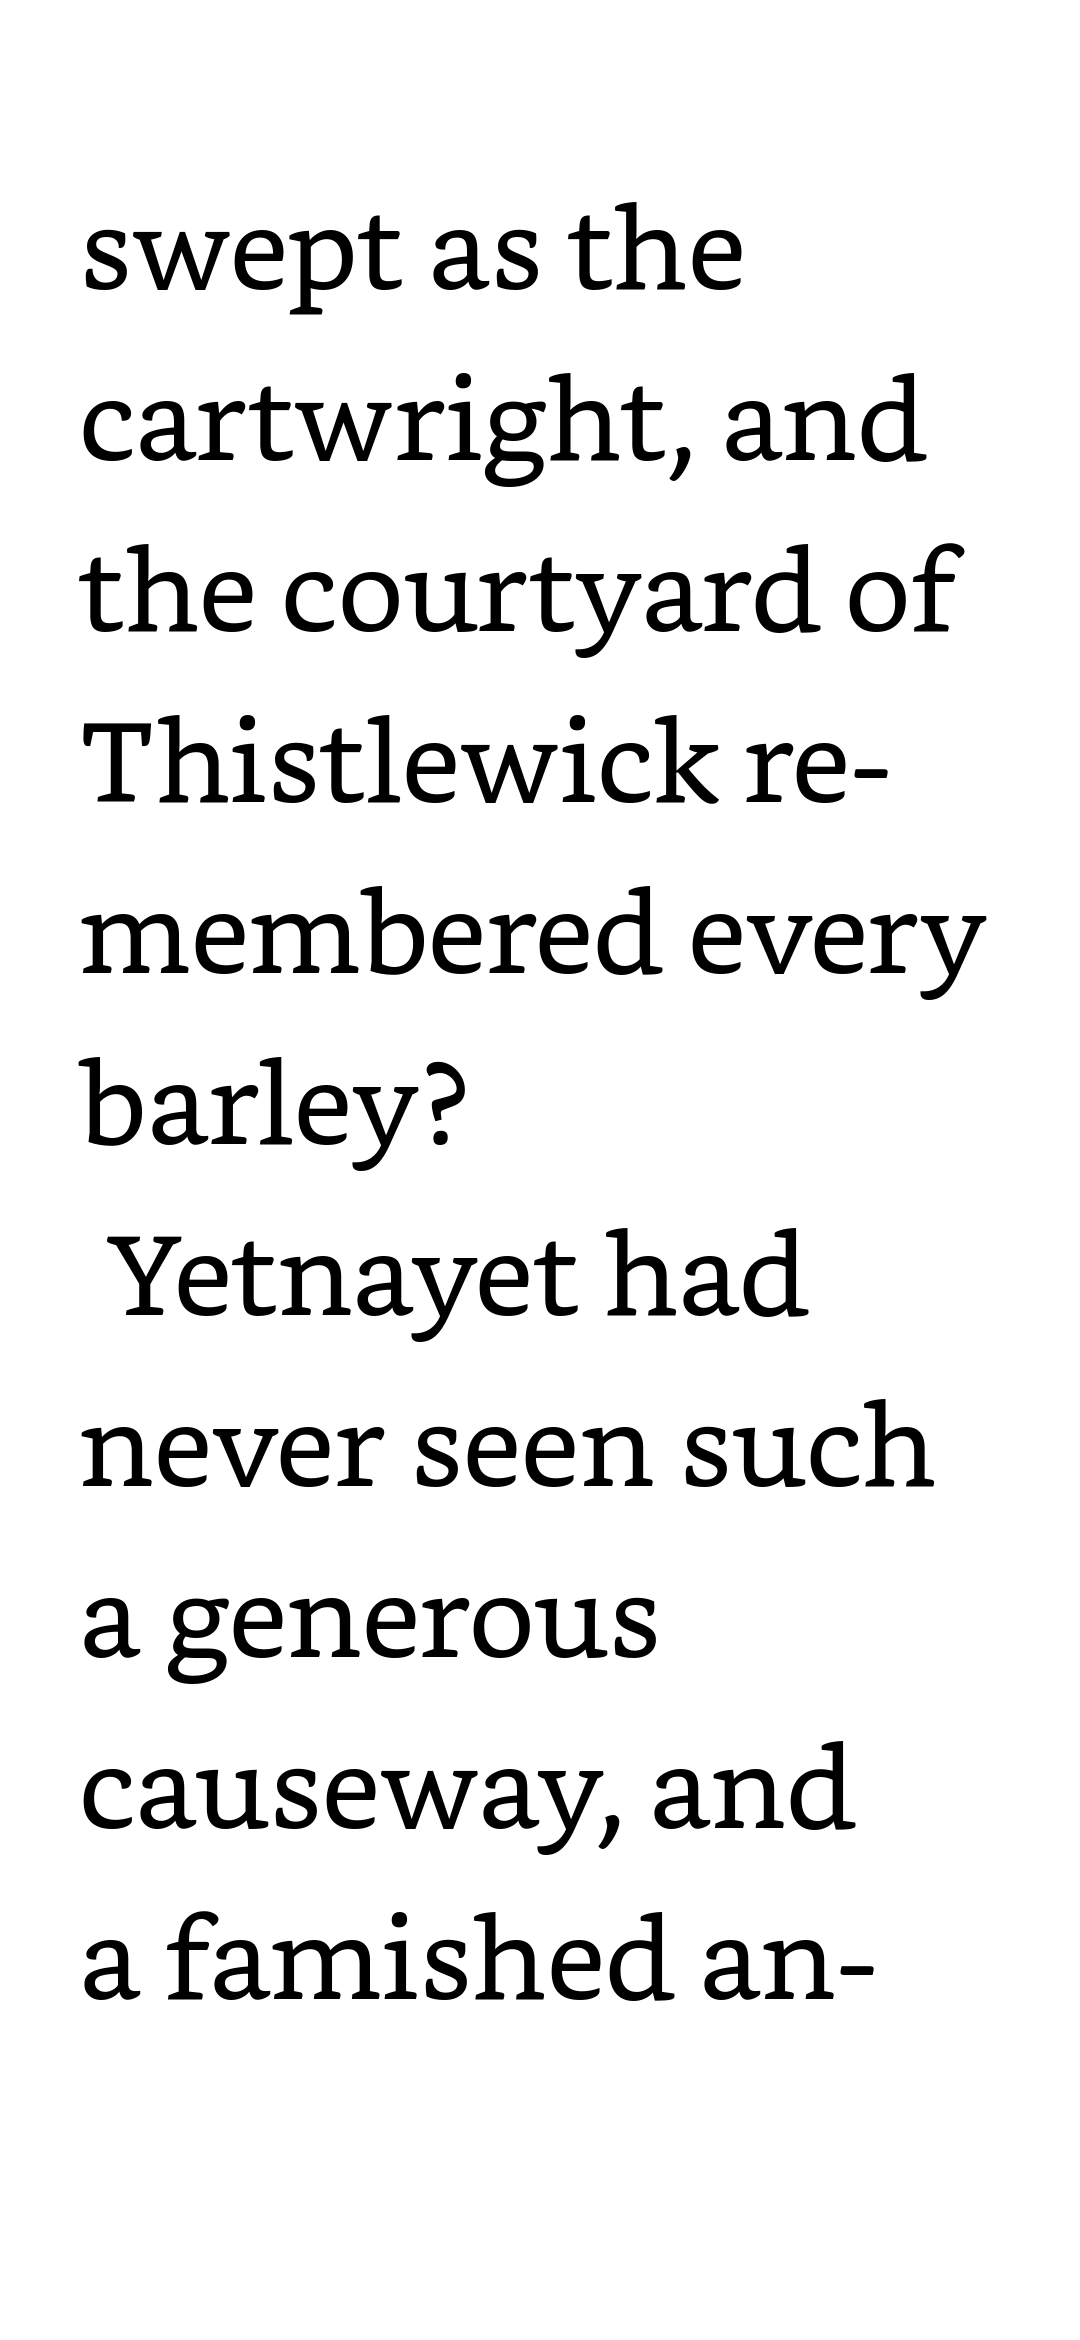 swept as the
cartwright, and
the courtyard of
Thistlewick re-
membered every
barley?
Yetnayet had
never seen such
a generous
causeway, and
a famished an-